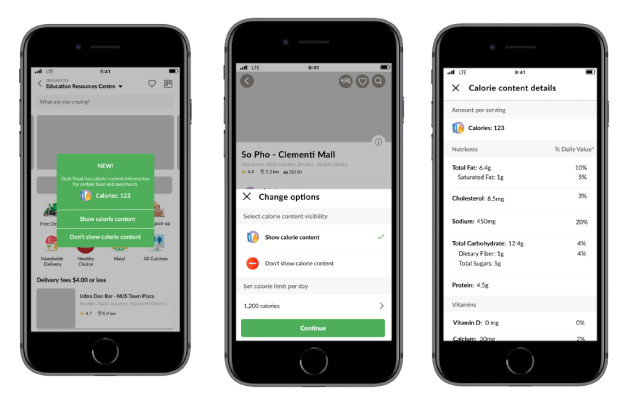 LTE 9:41
DELIVER TO
Education Resources Centre
What are you craving?
NEW!
Grab Food has calorie content information
for certain food and merchants.
Calories: 123
Show calorie content
Don't show calorie content
Free De
ick-up
Islandwide Delivery
Healthy Choice
Halal
All Cuisines
Delivery fees $4.00 or less
Udon Don Bar - NUS Town Plaza
4.7
LTE 9:41
So Pho - Clementi Mall
4.4 2.5 km
Change options
Select calorie content visibility
Show calorie content
Don't show calorie content
Set calorie limit per day
1,200 calories
Continue
LTE 9:41
Calorie content details
Amount per serving
Calories: 123
Nutrients % Daily Value*
Total Fat: 6.4g 10%
Saturated Fat: 1g 5%
Cholesterol: 8.5mg 3%
Sodium: 450mg 20%
Total Carbohydrate: 12.4g 4%
Dietary Fiber: 1g 4%
Total Sugars: 5g
Protein: 4.5g
Vitamins
Vitamin D: 0 mg 0%
Calcium: 30mg 2%